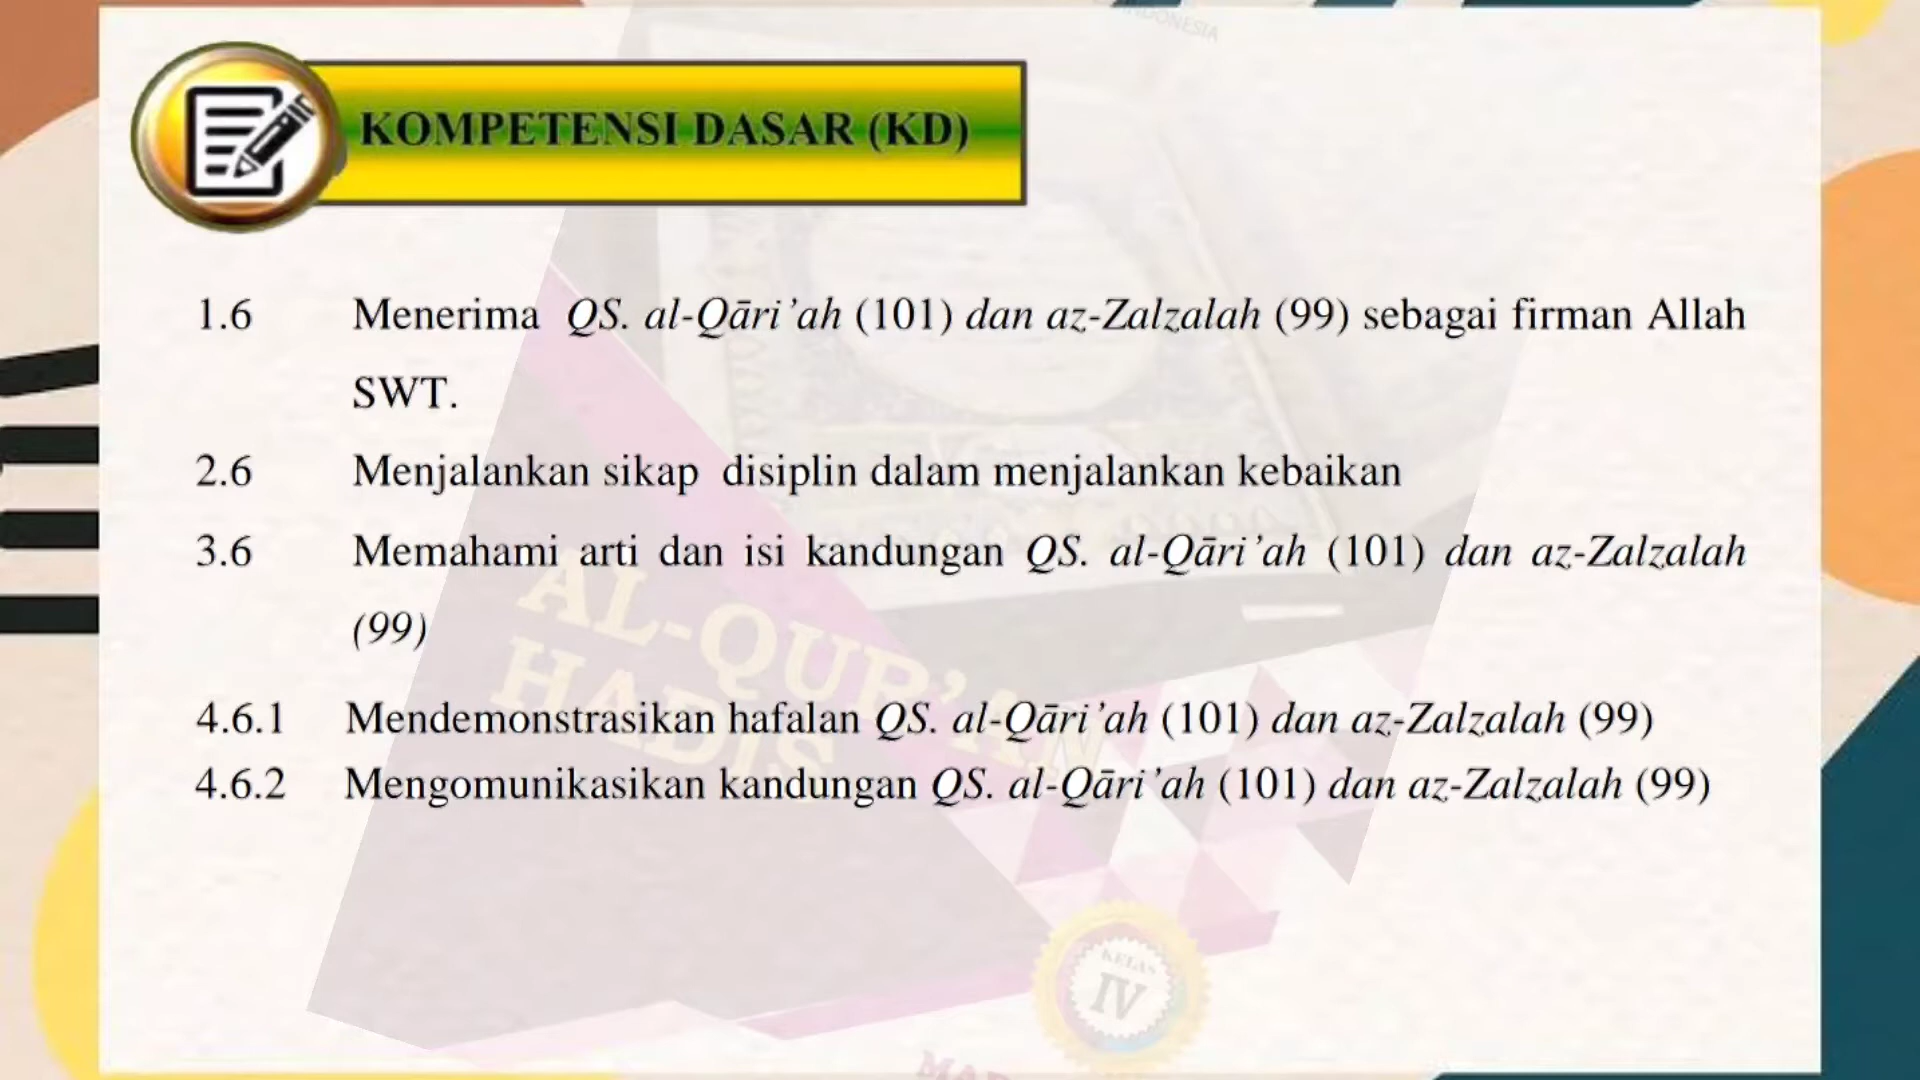 INDONESIA
KOMPETENSI DASAR (KD)
1.6 Menerima QS. al-Qāri’ah (101) dan az-Zalzalah (99) sebagai firman Allah
SWT.
2.6 Menjalankan sikap disiplin dalam menjalankan kebaikan
3.6 Memahami arti dan isi kandungan QS. al-Qāri’ah (101) dan az-Zalzalah
(99)
4.6.1 Mendemonstrasikan hafalan QS. al-Qāri’ah (101) dan az-Zalzalah (99)
4.6.2 Mengomunikasikan kandungan QS. al-Qāri’ah (101) dan az-Zalzalah (99)
AL-QUR’AN
HADIS
KELAS
IV